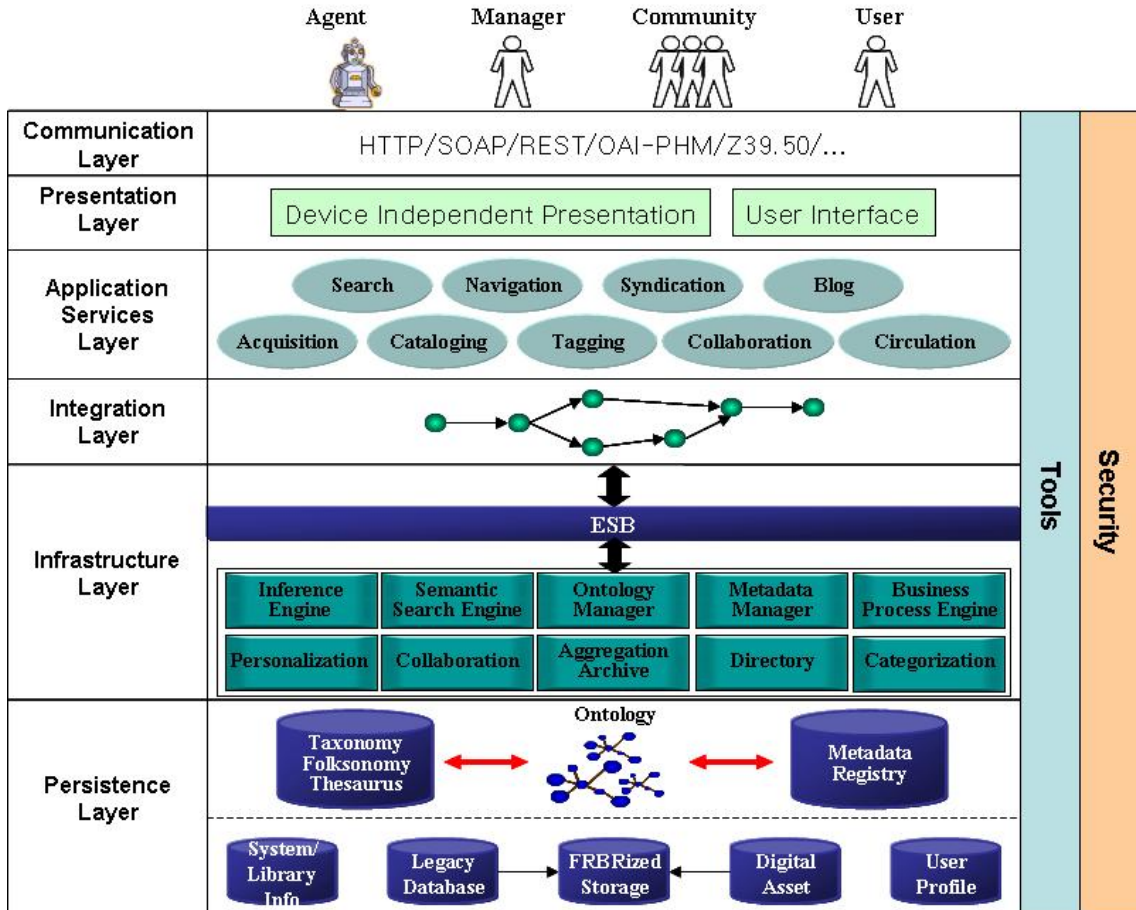 Agent
Manager
Community
User
Communication
Layer
HTTP/SOAP/REST/OAI-PHM/Z39.50/...
Presentation
Layer
Device Independent Presentation
User Interface
Application
Services
Layer
Search
Navigation
Syndication
Blog
Acquisition
Cataloging
Tagging
Collaboration
Circulation
Integration
Layer
Infrastructure
Layer
ESB
Inference
Engine
Semantic
Search Engine
Ontology
Manager
Metadata
Manager
Business
Process Engine
Personalization
Collaboration
Aggregation
Archive
Directory
Categorization
Persistence
Layer
Taxonomy
Folksonomy
Thesaurus
Ontology
Metadata
Registry
System/
Library
Info
Legacy
Database
FRBRized
Storage
Digital
Asset
User
Profile
Tools
Security